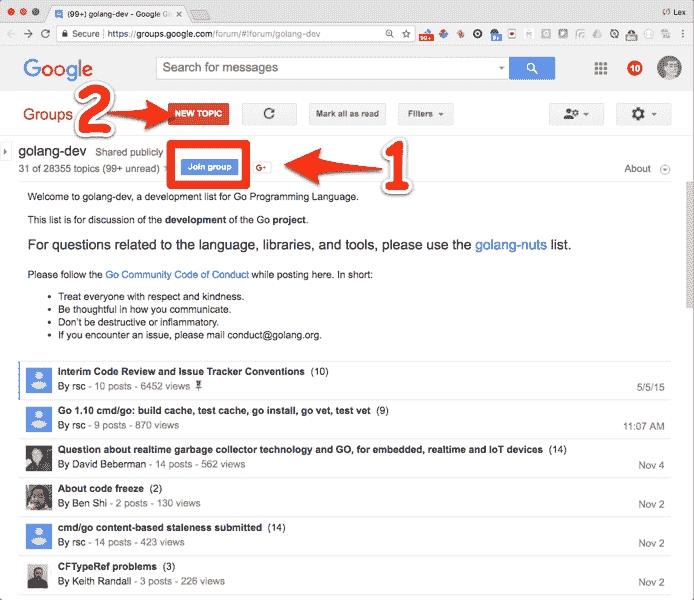 (99+) golang-dev - Google Gr
Lex
Secure | https://groups.google.com/forum/#!forum/golang-dev
99+
9+
Google
Search for messages
10
Groups
2
NEW TOPIC
Mark all as read
Filters
golang-dev Shared publicly
31 of 28355 topics (99+ unread)
Join group
G+
1
About
Welcome to golang-dev, a development list for Go Programming Language.
This list is for discussion of the development of the Go project.
For questions related to the language, libraries, and tools, please use the golang-nuts list.
Please follow the Go Community Code of Conduct while posting here. In short:
• Treat everyone with respect and kindness.
• Be thoughtful in how you communicate.
• Don't be destructive or inflammatory.
• If you encounter an issue, please mail conduct@golang.org.
Interim Code Review and Issue Tracker Conventions (10)
By rsc - 10 posts - 6452 views
5/5/15
Go 1.10 cmd/go: build cache, test cache, go install, go vet, test vet (9)
By rsc - 9 posts - 870 views
11:07 AM
Question about realtime garbage collector technology and GO, for embedded, realtime and IoT devices (14)
By David Beberman - 14 posts - 562 views
Nov 4
About code freeze (2)
By Ben Shi - 2 posts - 130 views
Nov 2
cmd/go content-based staleness submitted (14)
By rsc - 14 posts - 423 views
Nov 2
CFTypeRef problems (3)
By Keith Randall - 3 posts - 226 views
Nov 2